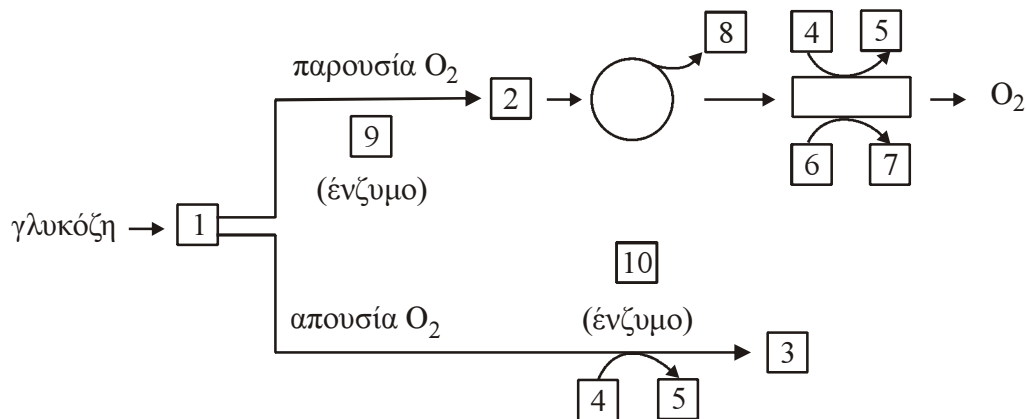 8 4 5
παρουσία O₂
2 O₂
9
(ένζυμο) 6 7
γλυκόζη 1
10
απουσία O₂ (ένζυμο)
3
4 5